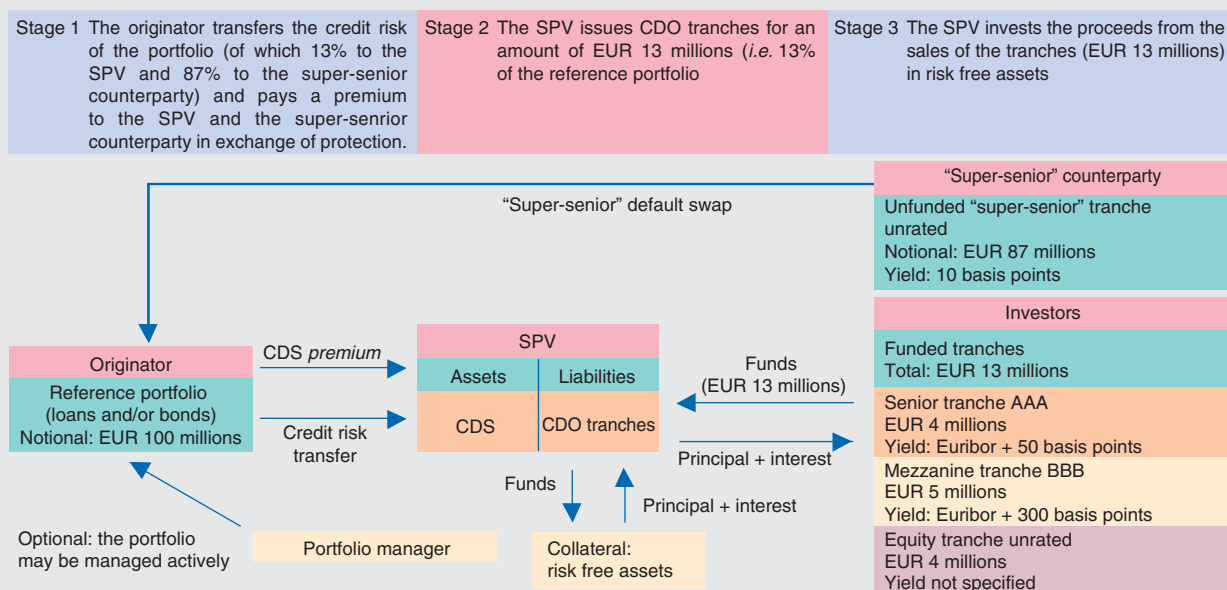 Stage 1 The originator transfers the credit risk
of the portfolio (of which 13% to the
SPV and 87% to the super-senior
counterparty) and pays a premium
to the SPV and the super-senrior
counterparty in exchange of protection.
Stage 2 The SPV issues CDO tranches for an
amount of EUR 13 millions (i.e. 13%
of the reference portfolio
Stage 3 The SPV invests the proceeds from the
sales of the tranches (EUR 13 millions)
in risk free assets
“Super-senior” counterparty
Unfunded “super-senior” tranche
unrated
Notional: EUR 87 millions
Yield: 10 basis points
“Super-senior” default swap
Originator
Reference portfolio
(loans and/or bonds)
Notional: EUR 100 millions
CDS premium
Credit risk
transfer
SPV
Assets
Liabilities
CDS
CDO tranches
Funds
(EUR 13 millions)
Principal + interest
Investors
Funded tranches
Total: EUR 13 millions
Senior tranche AAA
EUR 4 millions
Yield: Euribor + 50 basis points
Mezzanine tranche BBB
EUR 5 millions
Yield: Euribor + 300 basis points
Equity tranche unrated
EUR 4 millions
Yield not specified
Funds
Principal + interest
Optional: the portfolio
may be managed actively
Portfolio manager
Collateral:
risk free assets